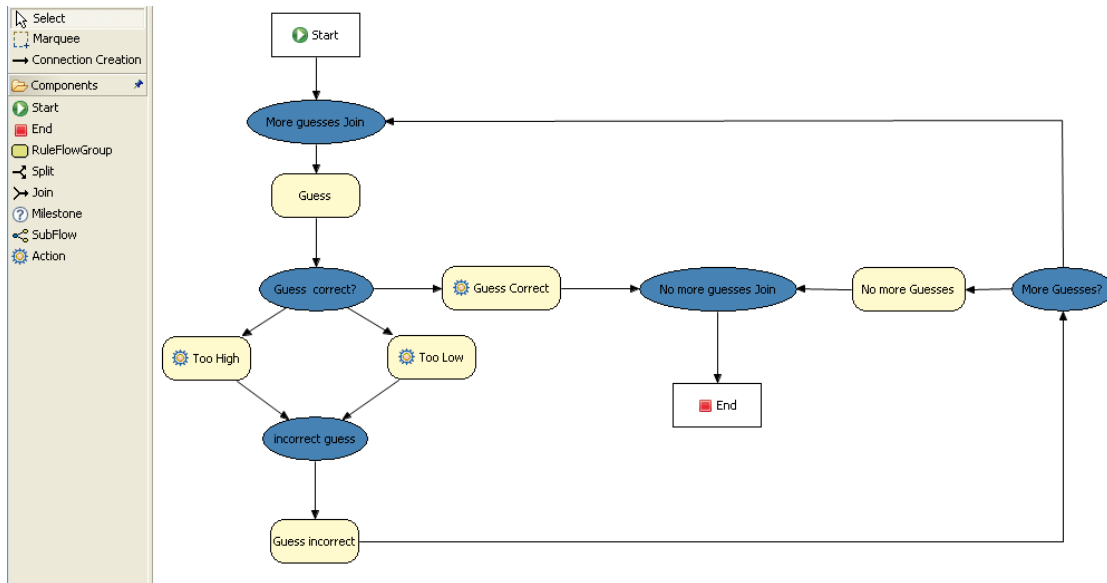 Select
Marquee
Connection Creation
Components
Start
End
RuleFlowGroup
Split
Join
Milestone
SubFlow
Action
Start
More guesses Join
Guess
Guess correct?
Guess Correct
No more guesses Join
No more Guesses
More Guesses?
Too High
Too Low
End
incorrect guess
Guess incorrect